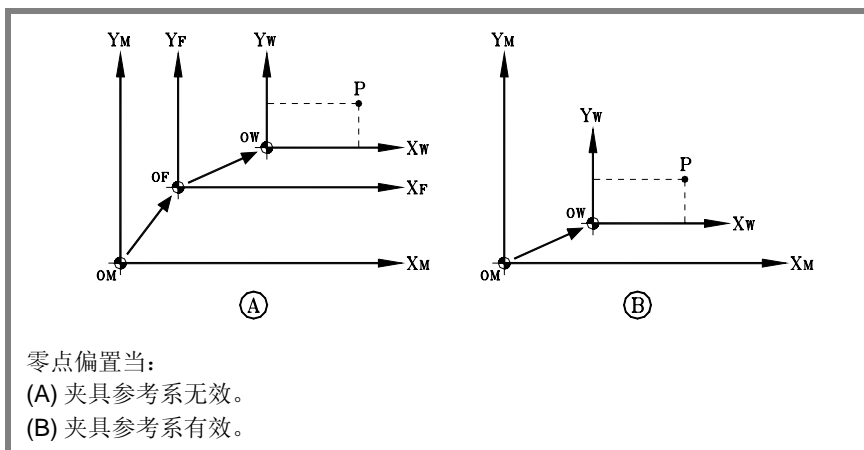 YM YF YW
P
OW
XW
OF
XF
OM
XM
A
YM
YW
P
OW
XW
OM
XM
B
零点偏置当:
(A) 夹具参考系无效。
(B) 夹具参考系有效。